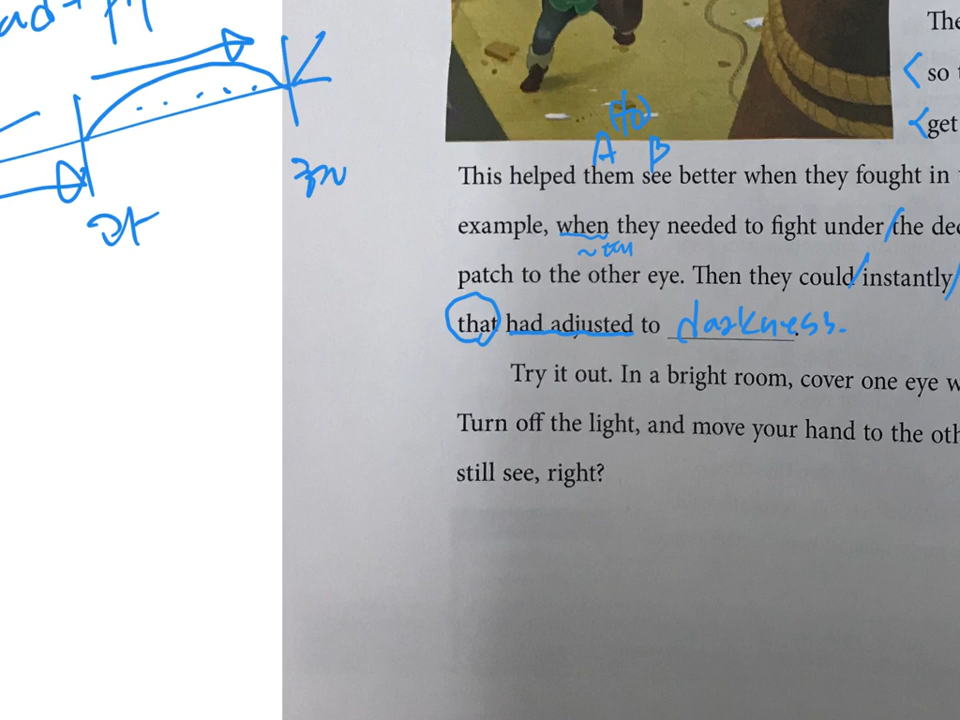 The
so
get
(to)
A B
This helped them see better when they fought in
example, when they needed to fight under / the
patch to the other eye. Then they could / instantly /
that had adjusted to darkness.
Try it out. In a bright room, cover one eye
Turn off the light, and move your hand to the
still see, right?